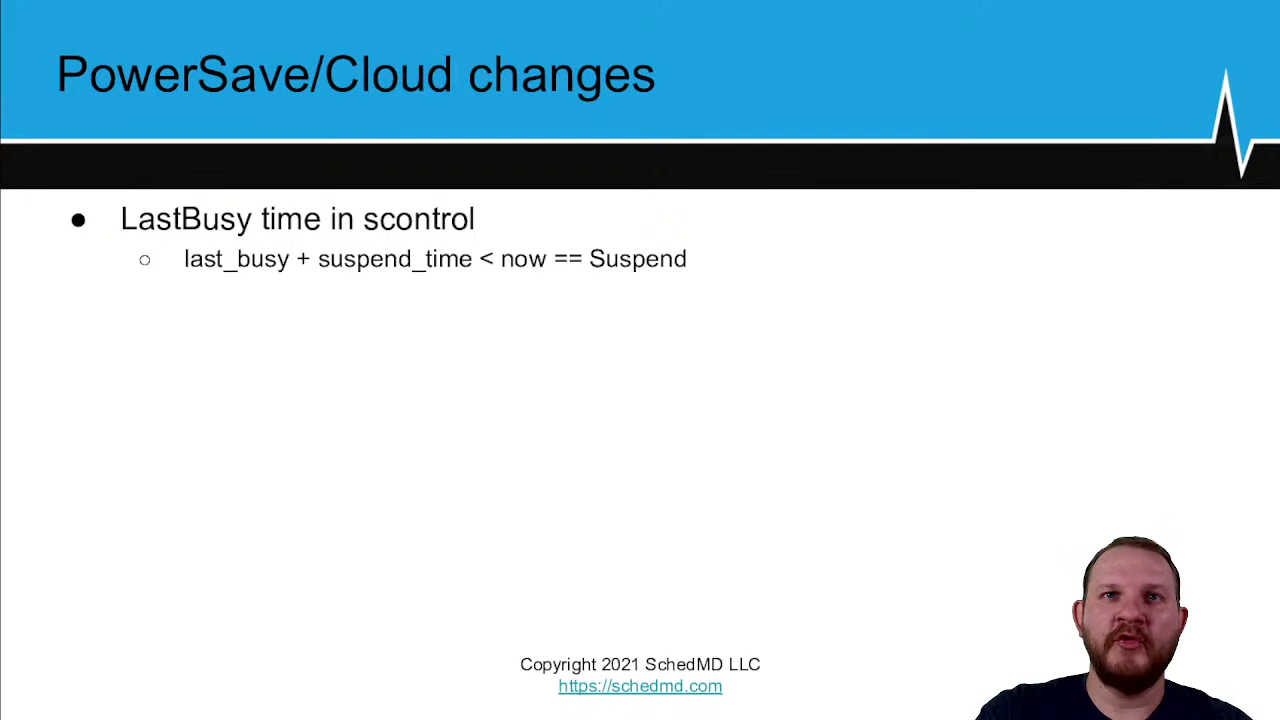 PowerSave/Cloud changes
● LastBusy time in scontrol
○ last_busy + suspend_time < now == Suspend
Copyright 2021 SchedMD LLC
https://schedmd.com